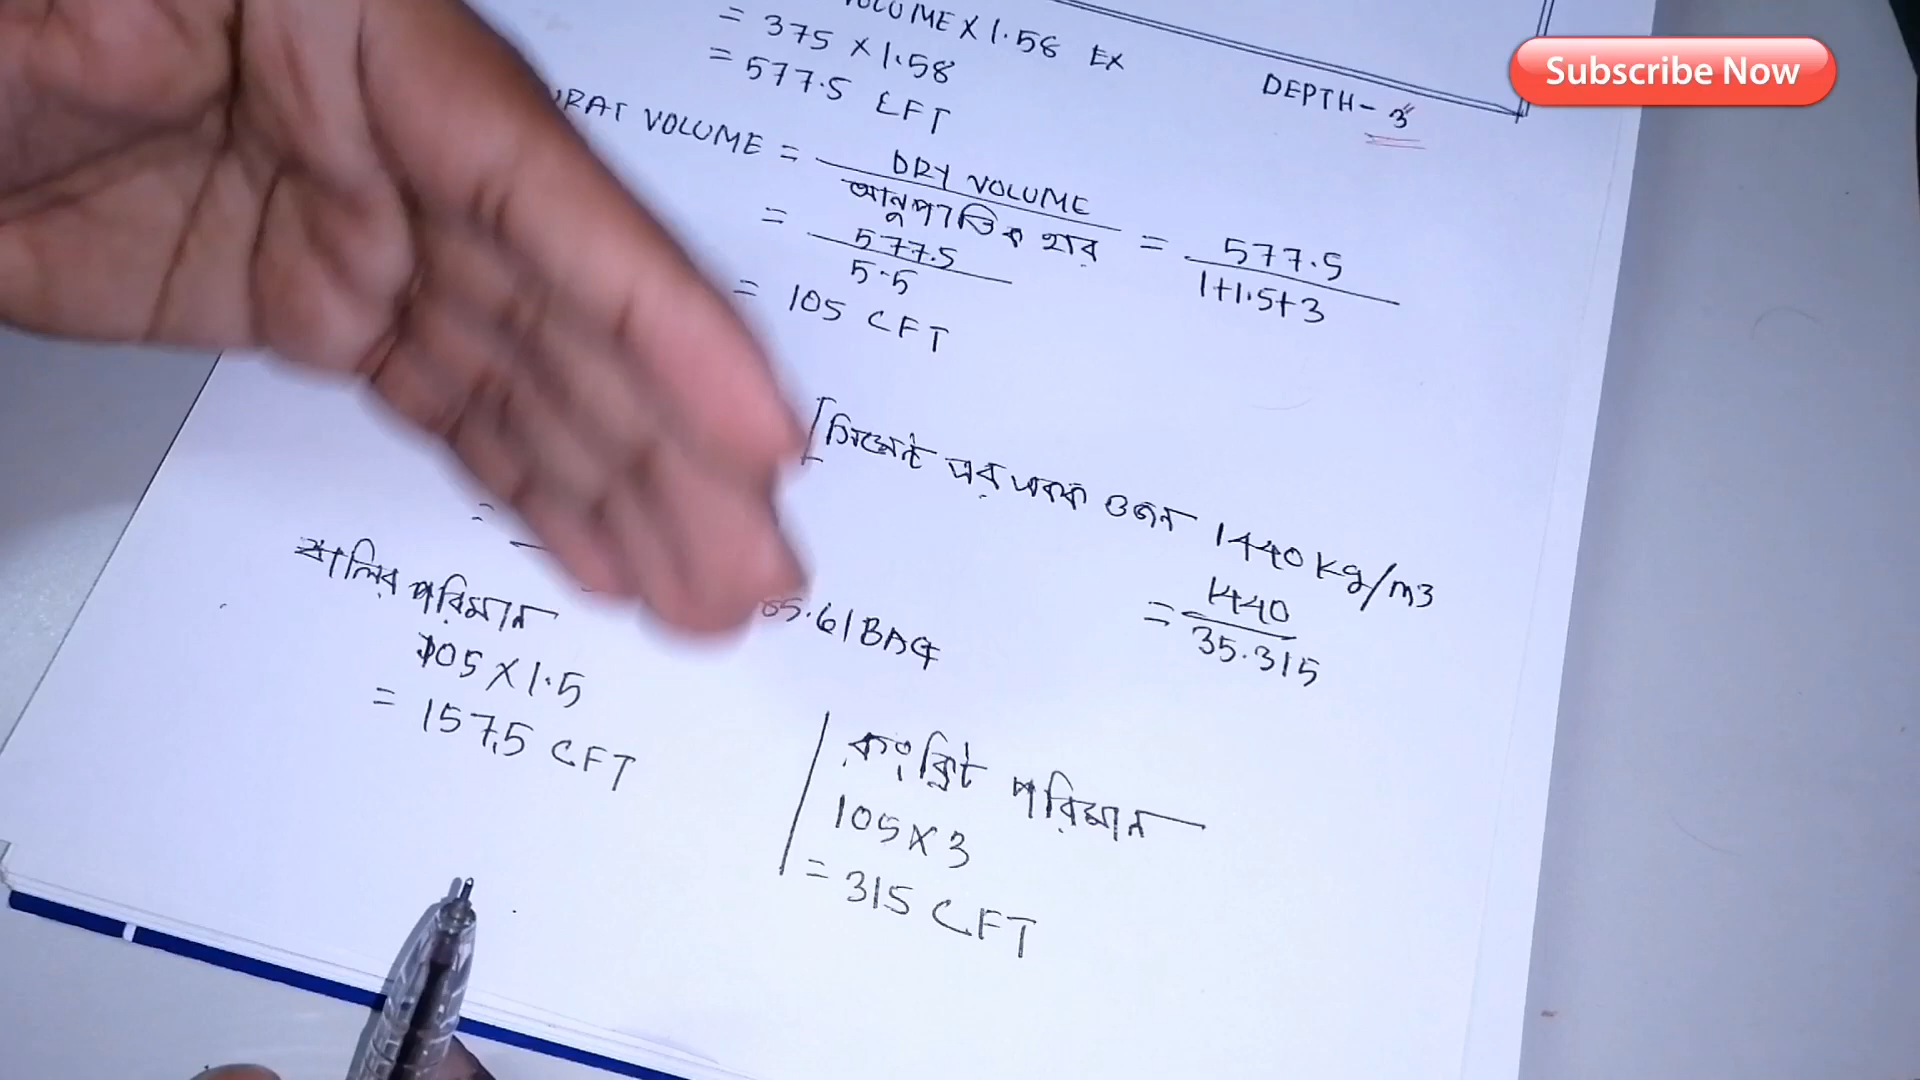 VOLUME X 1.58 EX
= 375 X 1.58
= 577.5 CFT
DEPTH- 3"
Subscribe Now
RAT VOLUME = DRY VOLUME / আনুপাতিক হার = 577.5 / 1+1.5+3
= 577.5 / 5.5
= 105 CFT
[সিমেন্ট এর একক ওজন 1440 kg/m3
= 1440 / 35.315
=
85.61 BAG
বালির পরিমান
105 X 1.5
= 157.5 CFT
কংক্রিট পরিমান
105 X 3
= 315 CFT